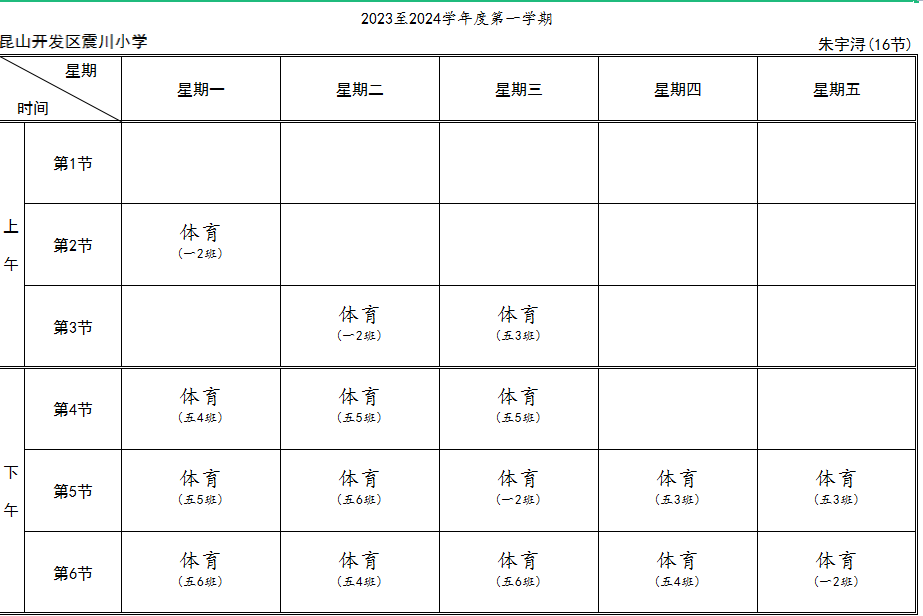 2023至2024学年度第一学期
昆山开发区震川小学
朱宇浔(16节)
星期
时间
星期一 星期二 星期三 星期四 星期五
上午
第1节
第2节 体育
(一2班)
第3节 体育 体育
(一2班) (五3班)
下午
第4节 体育 体育 体育
(五4班) (五5班) (五5班)
第5节 体育 体育 体育 体育 体育
(五5班) (五6班) (一2班) (五3班) (五3班)
第6节 体育 体育 体育 体育 体育
(五6班) (五4班) (五6班) (五4班) (一2班)